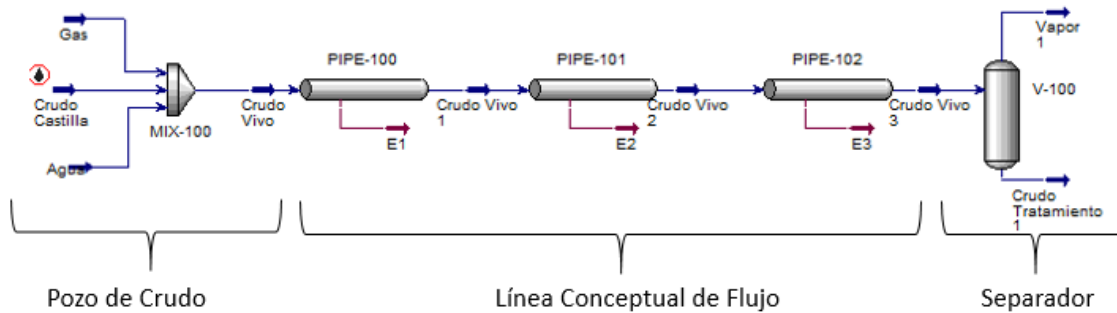 Gas
Crudo
Castilla
Agua
MIX-100
Crudo
Vivo
PIPE-100
E1
Crudo Vivo
1
PIPE-101
E2
Crudo Vivo
2
PIPE-102
E3
Crudo Vivo
3
Vapor
1
V-100
Crudo
Tratamiento
1
Pozo de Crudo
Línea Conceptual de Flujo
Separador